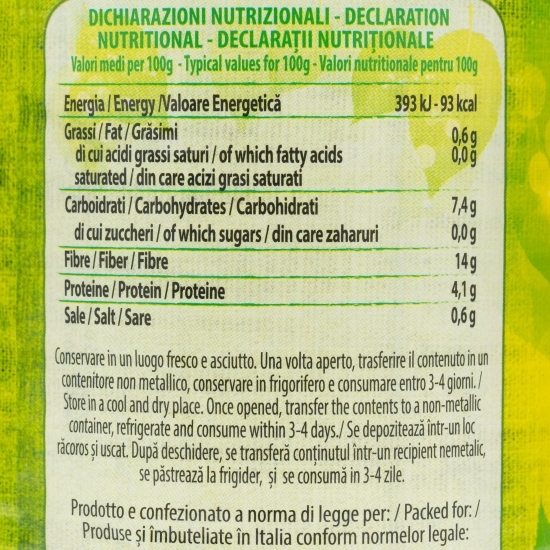 DICHIARAZIONI NUTRIZIONALI - DECLARATION
NUTRITIONAL - DECLARAȚII NUTRIȚIONALE
Valori medi per 100g - Typical values for 100g - Valori nutritionale pentru 100g
Energia / Energy /Valoare Energetică 393 kJ - 93 kcal
Grassi / Fat / Grăsimi 0,6 g
di cui acidi grassi saturi / of which fatty acids 0,0 g
saturated / din care acizi grasi saturati
Carboidrati / Carbohydrates / Carbohidrati 7,4 g
di cui zuccheri / of which sugars / din care zaharuri 0,0 g
Fibre / Fiber / Fibre 14 g
Proteine / Protein / Proteine 4,1 g
Sale / Salt / Sare 0,6 g
Conservare in un luogo fresco e asciutto. Una volta aperto, trasferire il contenuto in un
contenitore non metallico, conservare in frigorifero e consumare entro 3-4 giorni. /
Store in a cool and dry place. Once opened, transfer the contents to a non-metallic
container, refrigerate and consume within 3-4 days./ Se depozitează într-un loc
răcoros și uscat. După deschidere, se transferă conținutul într-un recipient nemetalic,
se păstrează la frigider, și se consumă in 3-4 zile.
Prodotto e confezionato a norma di legge per: / Packed for: /
Produse și îmbuteliate în Italia conform normelor legale: